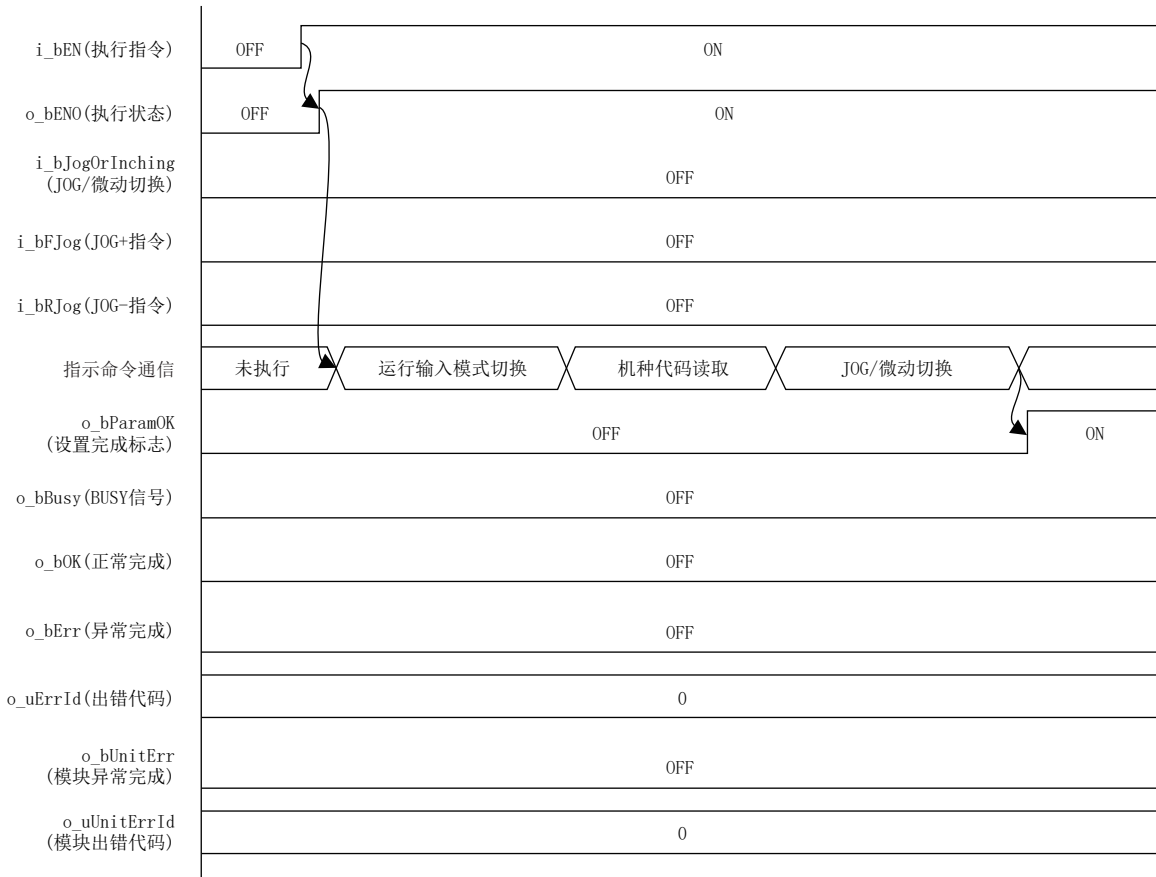 i_bEN(执行指令)
OFF
ON
o_bENO(执行状态)
OFF
ON
i_bJogOrInching
(JOG/微动切换)
OFF
i_bFJog(JOG+指令)
OFF
i_bRJog(JOG-指令)
OFF
指示命令通信
未执行
运行输入模式切换
机种代码读取
JOG/微动切换
o_bParamOK
(设置完成标志)
OFF
ON
o_bBusy(BUSY信号)
OFF
o_bOK(正常完成)
OFF
o_bErr(异常完成)
OFF
o_uErrId(出错代码)
0
o_bUnitErr
(模块异常完成)
OFF
o_uUnitErrId
(模块出错代码)
0